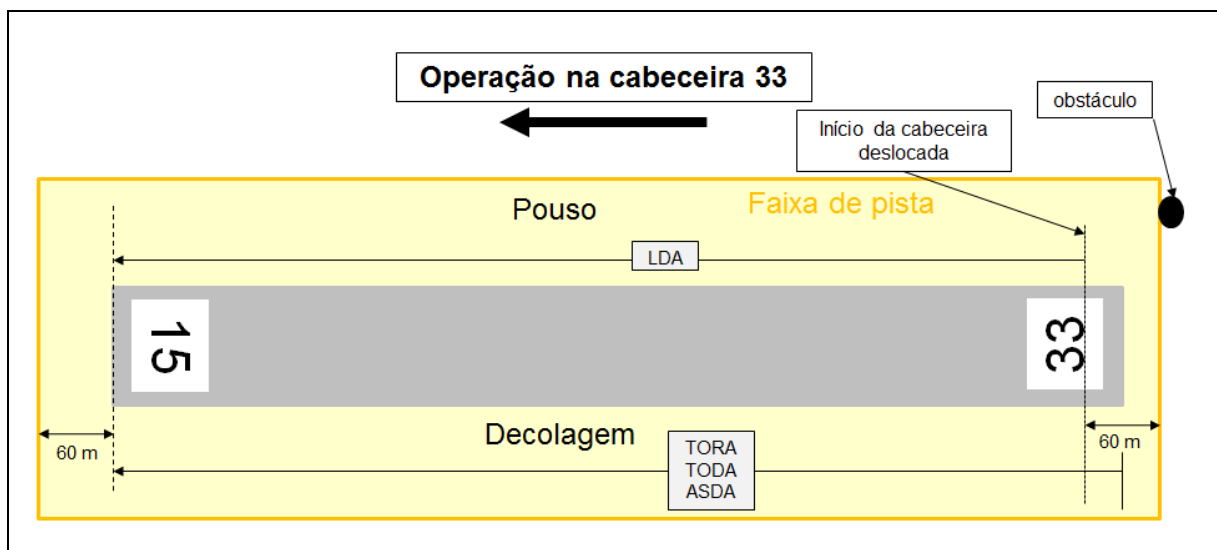 Operação na cabeceira 33
obstáculo
Início da cabeceira
deslocada
Pouso
Faixa de pista
LDA
15
33
60 m
Decolagem
60 m
TORA
TODA
ASDA